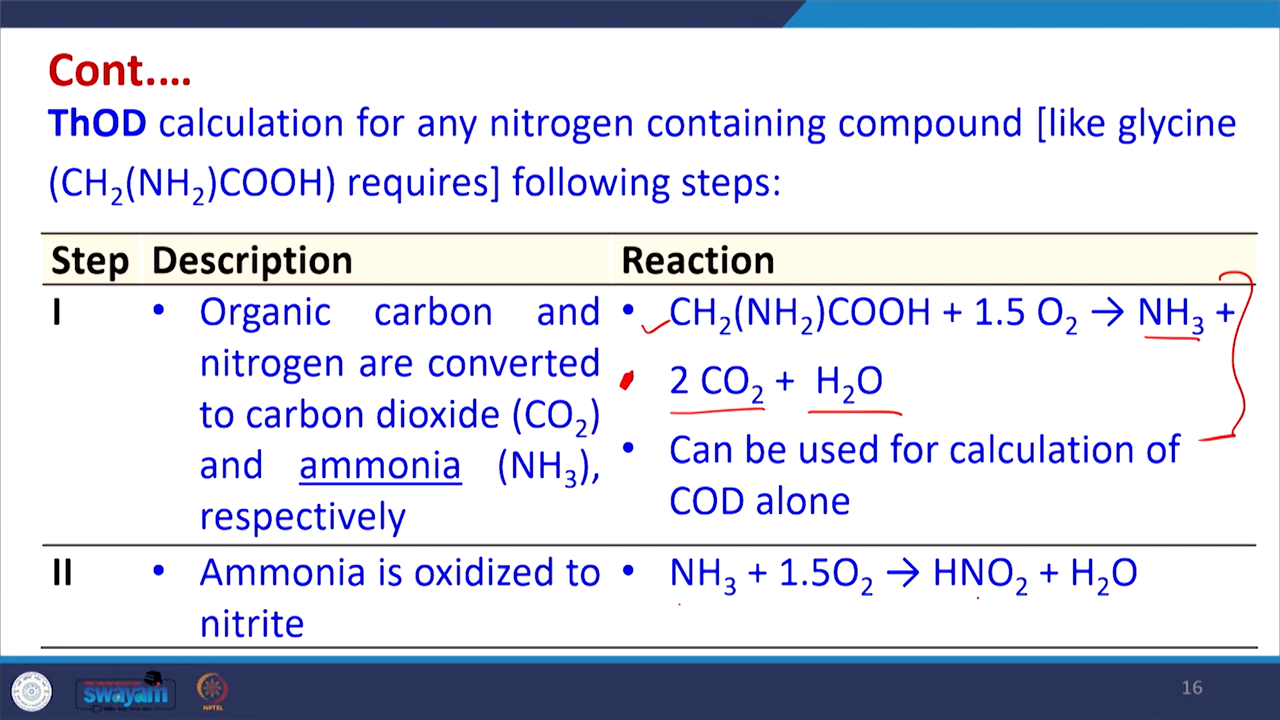 Cont....
ThOD calculation for any nitrogen containing compound [like glycine
(CH₂(NH₂)COOH) requires] following steps:
Step Description Reaction
I • Organic carbon and • CH₂(NH₂)COOH + 1.5 O₂ → NH₃ +
nitrogen are converted 2 CO₂ + H₂O
to carbon dioxide (CO₂) • Can be used for calculation of
and ammonia (NH₃), COD alone
respectively
II • Ammonia is oxidized to • NH₃ + 1.5O₂ → HNO₂ + H₂O
nitrite
swayam
NPTEL
16